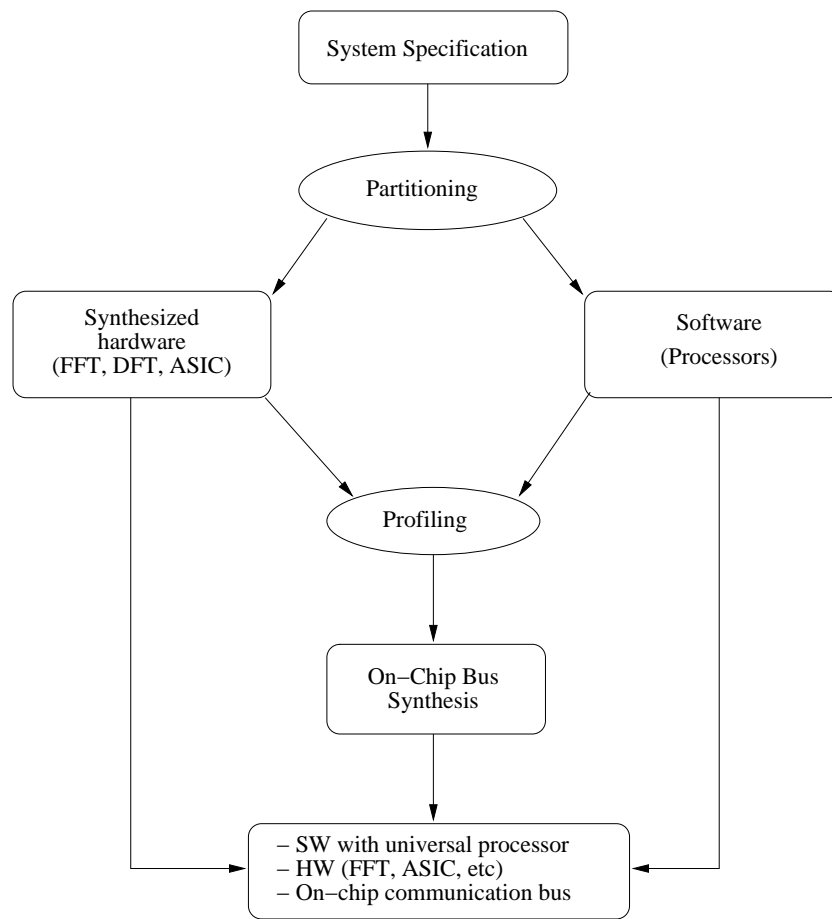 System Specification
Partitioning
Synthesized
hardware
(FFT, DFT, ASIC)
Software
(Processors)
Profiling
On−Chip Bus
Synthesis
− SW with universal processor
− HW (FFT, ASIC, etc)
− On−chip communication bus